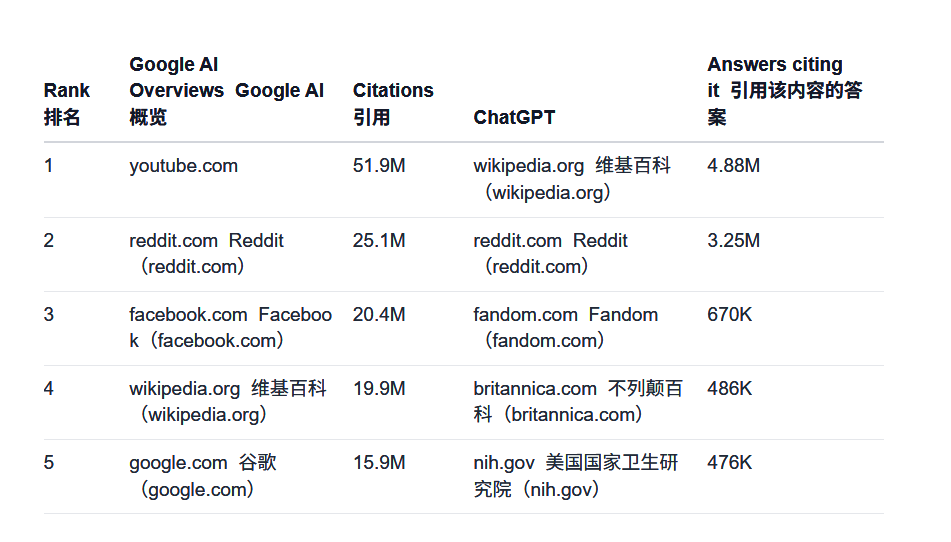 Rank 排名 | Google AI Overviews Google AI 概览 | Citations 引用 | ChatGPT | Answers citing it 引用该内容的答案
1 | youtube.com | 51.9M | wikipedia.org 维基百科（wikipedia.org） | 4.88M
2 | reddit.com Reddit（reddit.com） | 25.1M | reddit.com Reddit（reddit.com） | 3.25M
3 | facebook.com Facebook（facebook.com） | 20.4M | fandom.com Fandom（fandom.com） | 670K
4 | wikipedia.org 维基百科（wikipedia.org） | 19.9M | britannica.com 不列颠百科（britannica.com） | 486K
5 | google.com 谷歌（google.com） | 15.9M | nih.gov 美国国家卫生研究院（nih.gov） | 476K